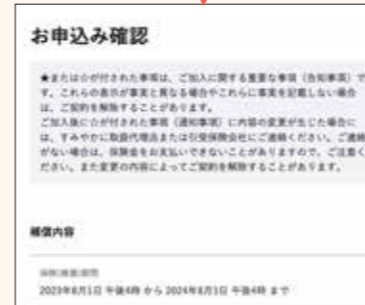 お申込み確認
★または☆が付された事項は、ご加入に関する重要な事項（告知事項）で
す。これらの表示が事実と異なる場合やこれらに事実を記載しない場合
は、ご契約を解除することがあります。
ご加入後に☆が付された事項（通知事項）に内容の変更が生じた場合に
は、すみやかに取扱代理店または引受保険会社にご連絡ください。ご連絡
がない場合は、保険金をお支払いできないことがありますので、ご注意く
ださい。また変更の内容によってご契約を解除することがあります。
補償内容
2023年8月1日 午後4時 から 2024年8月1日 午後4時 まで